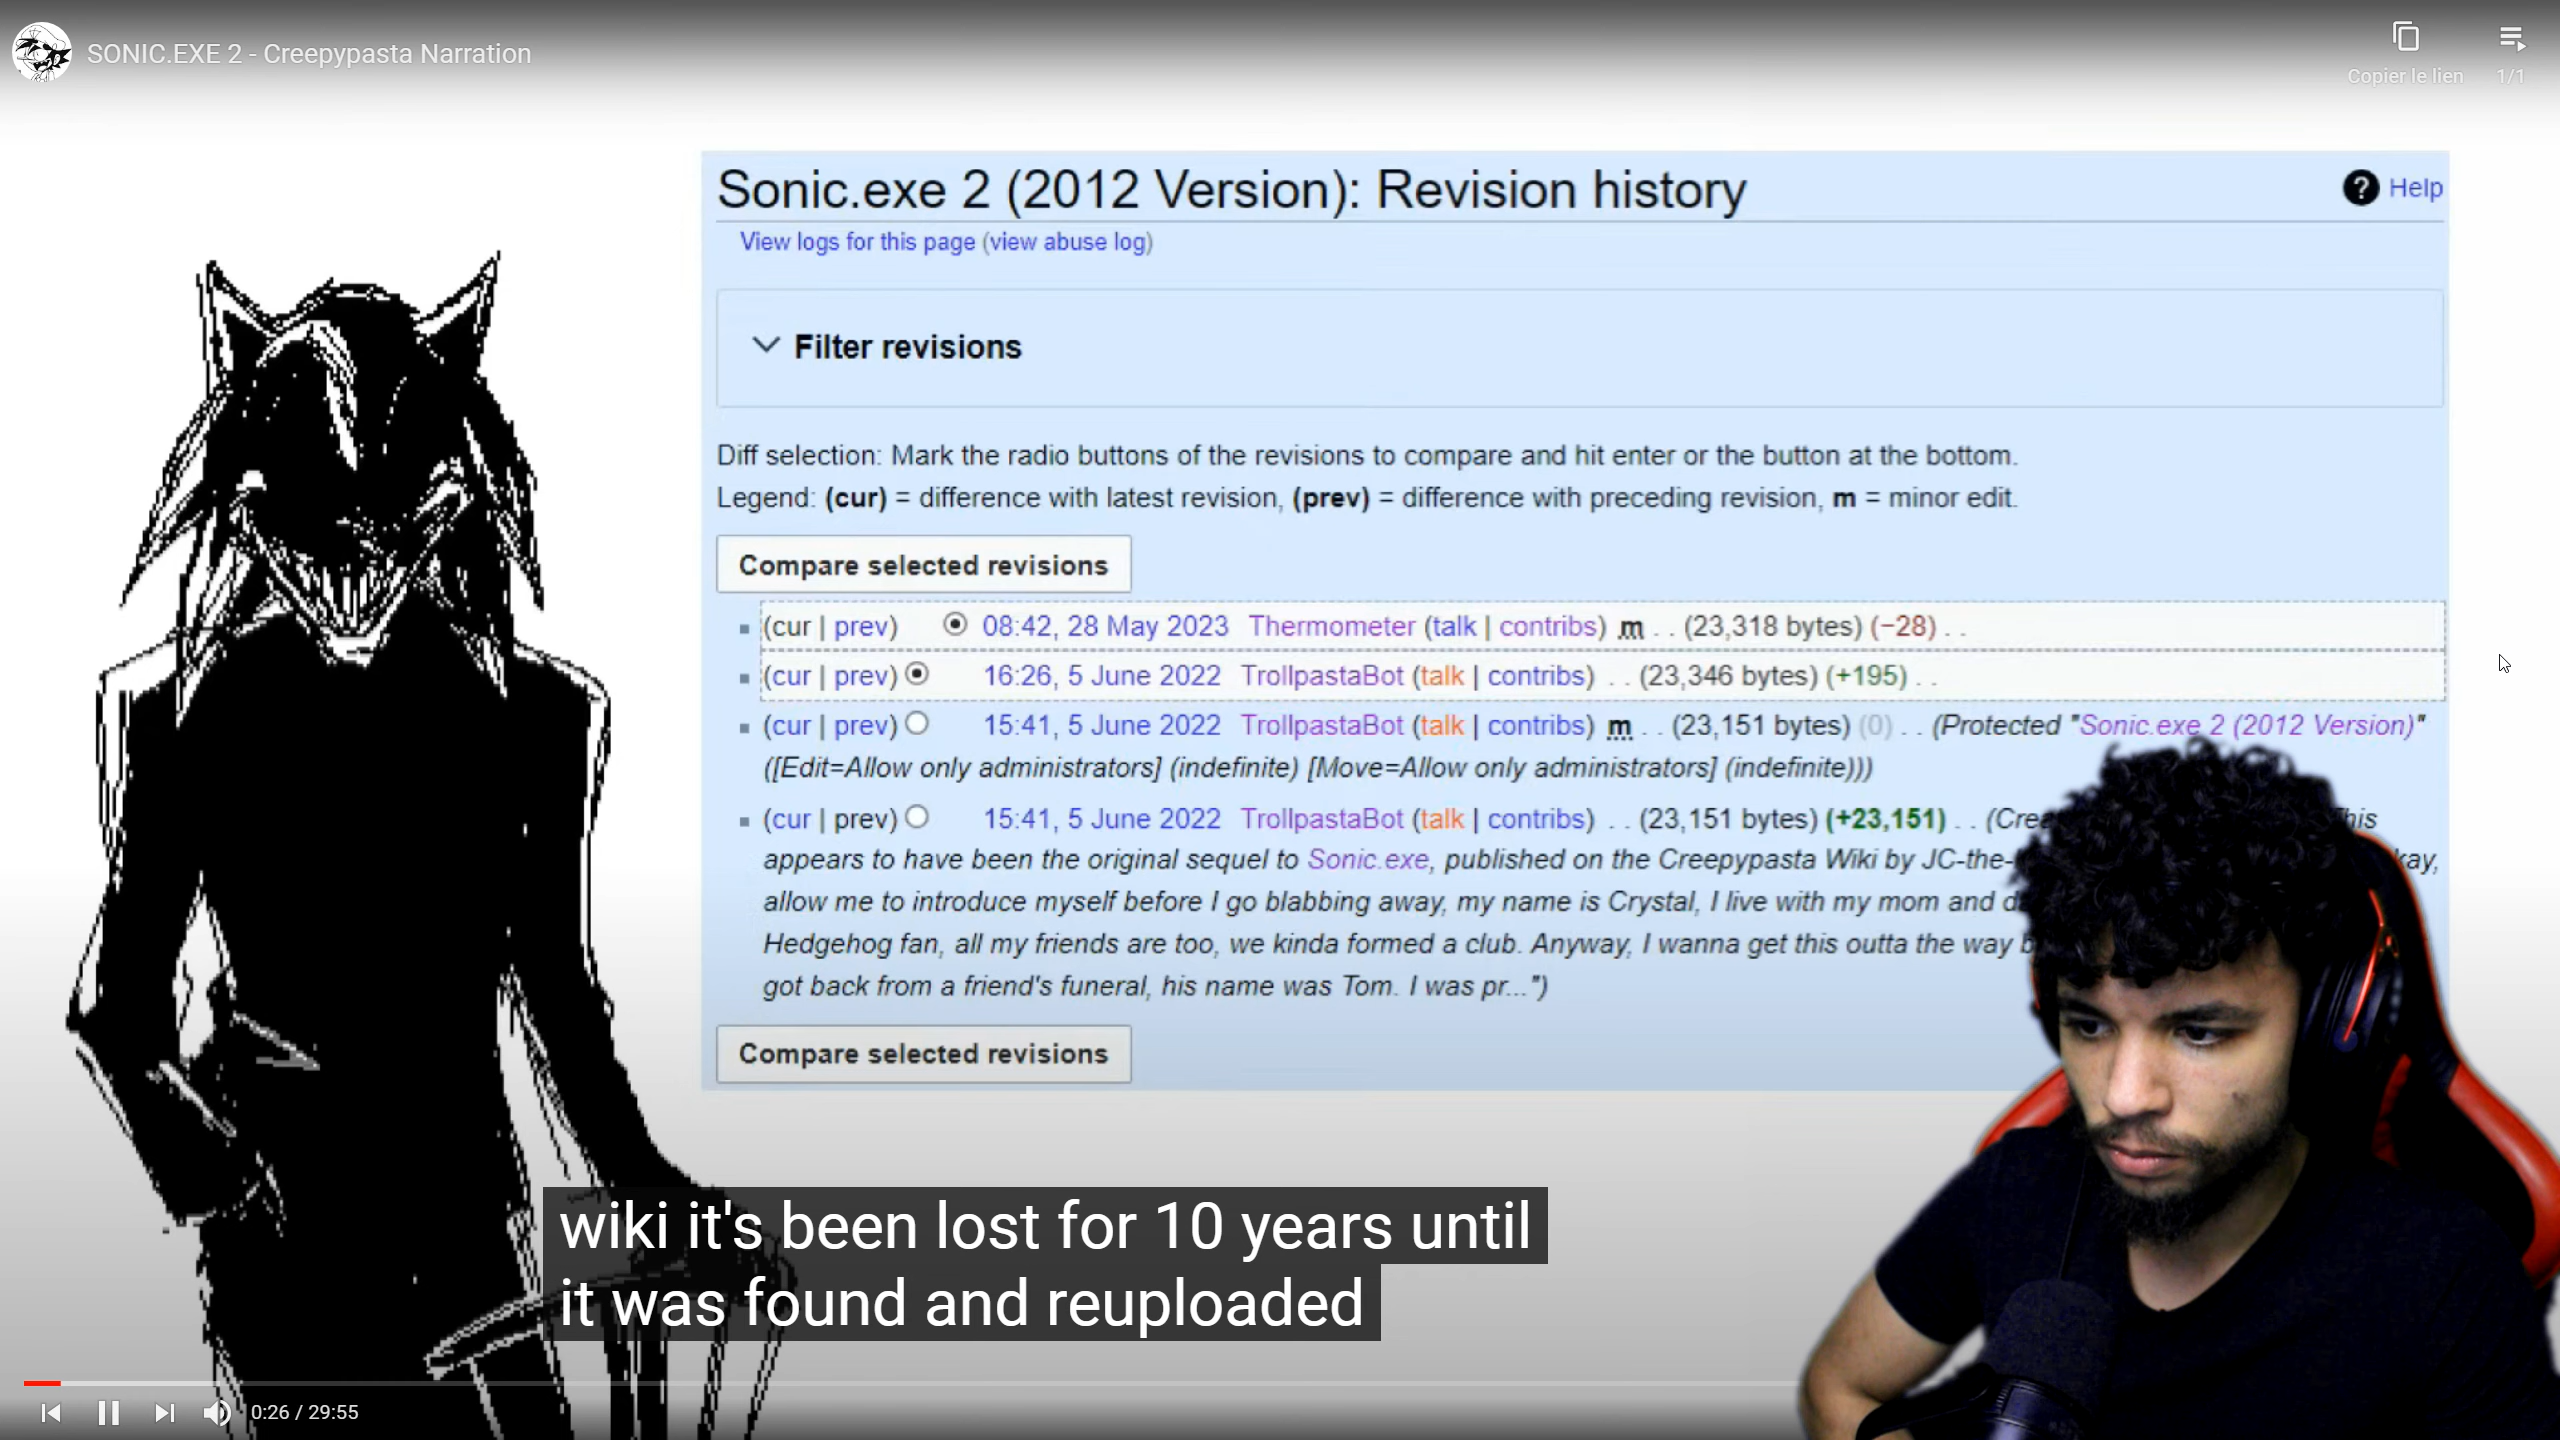 SONIC.EXE 2 - Creepypasta Narration
Copier le lien
1/1
Sonic.exe 2 (2012 Version): Revision history
? Help
View logs for this page (view abuse log)
Filter revisions
Diff selection: Mark the radio buttons of the revisions to compare and hit enter or the button at the bottom.
Legend: (cur) = difference with latest revision, (prev) = difference with preceding revision, m = minor edit.
Compare selected revisions
(cur | prev) 08:42, 28 May 2023 Thermometer (talk | contribs) m . . (23,318 bytes) (−28) . .
(cur | prev) 16:26, 5 June 2022 TrollpastaBot (talk | contribs) . . (23,346 bytes) (+195) . .
(cur | prev) 15:41, 5 June 2022 TrollpastaBot (talk | contribs) m . . (23,151 bytes) (0) . . (Protected "Sonic.exe 2 (2012 Version)"
([Edit=Allow only administrators] (indefinite) [Move=Allow only administrators] (indefinite)))
(cur | prev) 15:41, 5 June 2022 TrollpastaBot (talk | contribs) . . (23,151 bytes) (+23,151) . .
appears to have been the original sequel to Sonic.exe, published on the Creepypasta Wiki by JC-the-
allow me to introduce myself before I go blabbing away, my name is Crystal, I live with my mom and
Hedgehog fan, all my friends are too, we kinda formed a club. Anyway, I wanna get this outta the way
got back from a friend's funeral, his name was Tom. I was pr...")
Compare selected revisions
wiki it's been lost for 10 years until
it was found and reuploaded
0:26 / 29:55